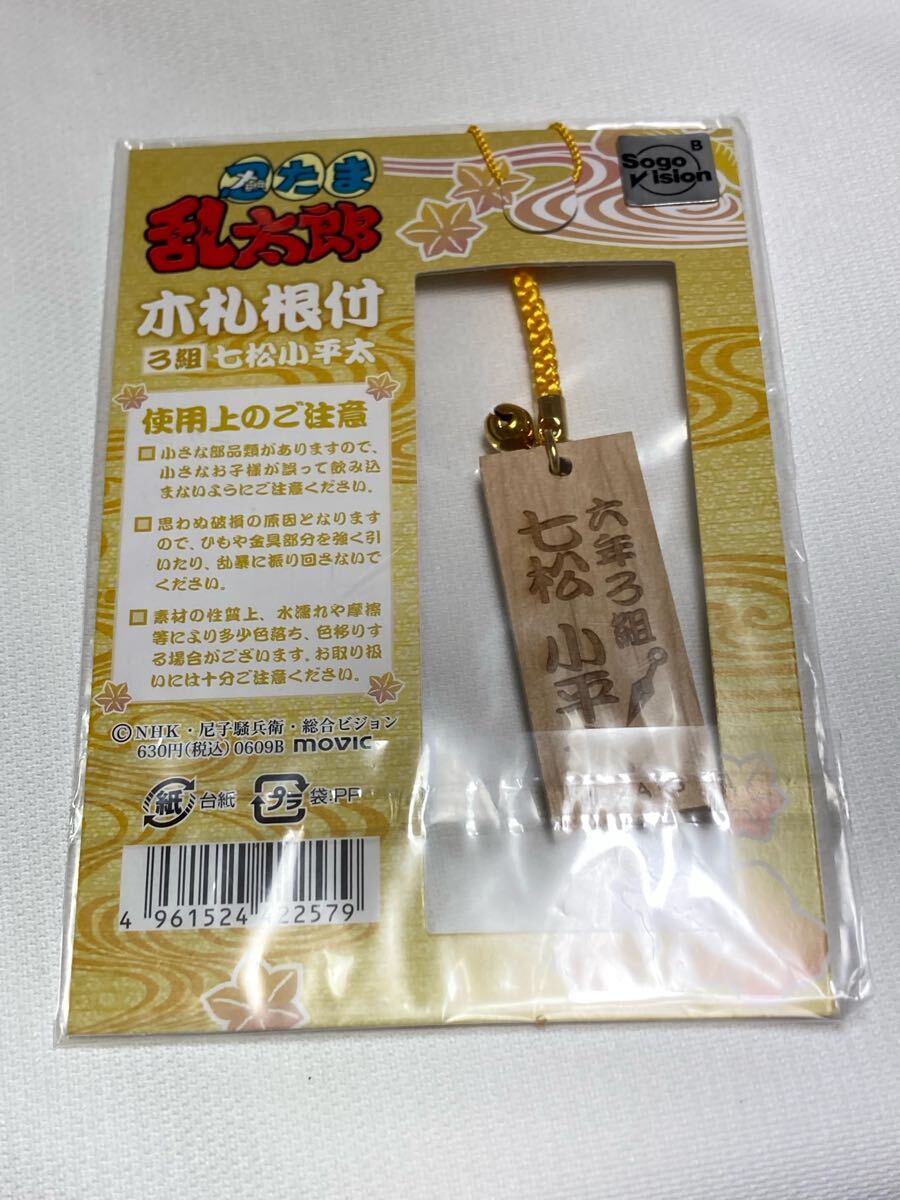 忍たま
乱太郎
木札根付
ろ組 七松小平太
使用上のご注意
小さな部品類がありますので、
小さなお子様が誤って飲み込
まないようにご注意ください。
思わぬ破損の原因となります
ので、ひもや金具部分を強く引
いたり、乱暴に振り回さないで
ください。
素材の性質上、水濡れや摩擦
等により多少色落ち、色移りす
る場合がございます。お取り扱
いには十分ご注意ください。
©NHK・尼子騒兵衛・総合ビジョン
630円(税込) 0609B movic
紙 台紙 プラ 袋:PP
4 961524 422579
B
Sogo
Vision
六年ろ組
七松 小平